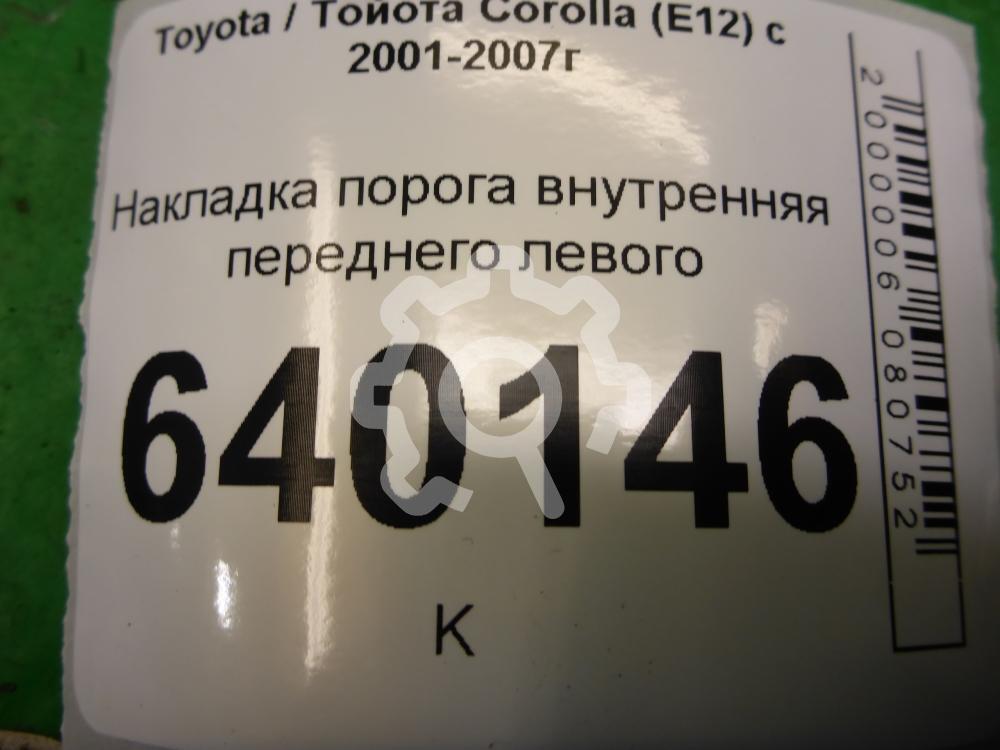 Toyota / Тойота Corolla (E12) с
2001-2007г
Накладка порога внутренняя
переднего левого
640146
К
2000006080752